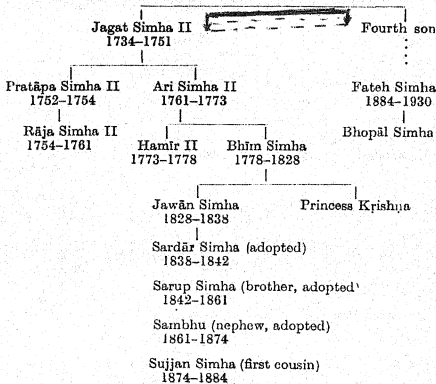 Jagat Simha II Fourth son
1734–1751
Pratāpa Simha II Ari Simha II Fateh Simha
1752–1754 1761–1773 1884–1930
Rāja Simha II Bhopāl Simha
1754–1761
Hamīr II Bhīm Simha
1773–1778 1778–1828
Jawān Simha Princess Kṛishṇa
1828–1838
Sardār Simha (adopted)
1838–1842
Sarup Simha (brother, adopted)
1842–1861
Sambhu (nephew, adopted)
1861–1874
Sujjan Simha (first cousin)
1874–1884